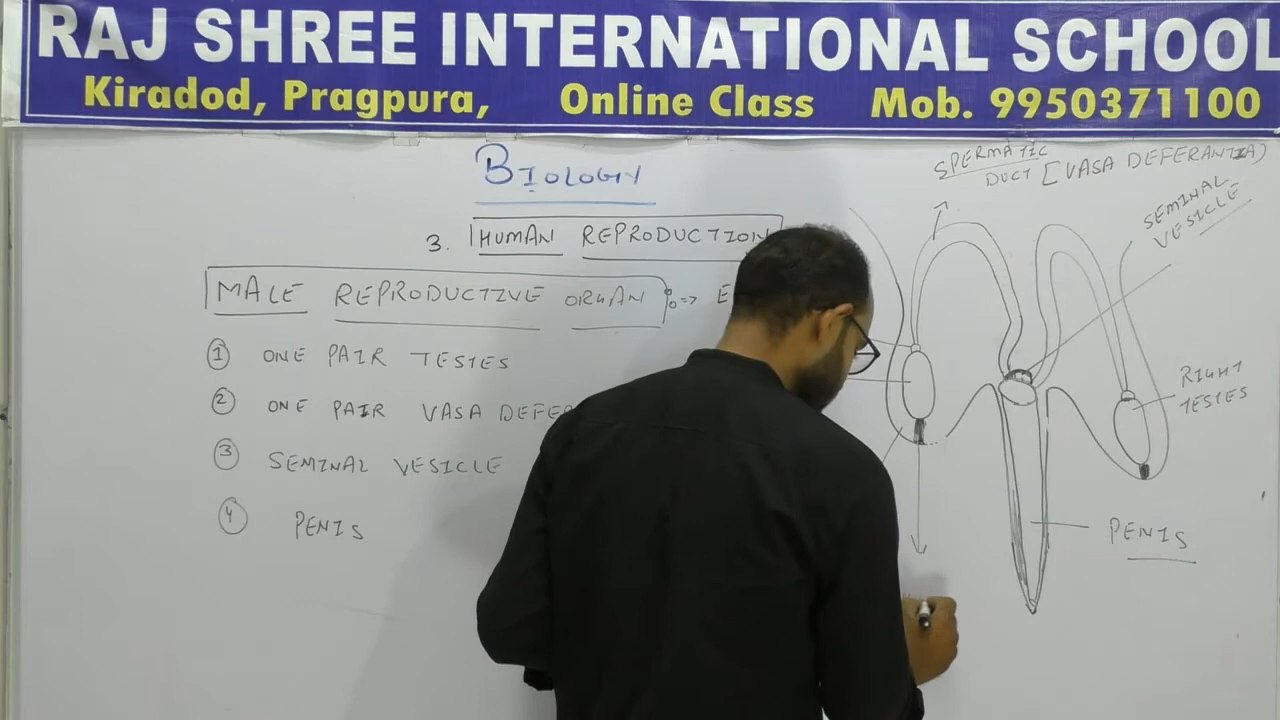 RAJ SHREE INTERNATIONAL SCHOOL
Kiradod, Pragpura, Online Class Mob. 9950371100
BIOLOGY
3. HUMAN REPRODUCTION
MALE REPRODUCTIVE ORGAN
① ONE PAIR TESTES
② ONE PAIR VASA DEFE
③ SEMINAL VESICLE
④ PENIS
SPERMATIC
DUCT [VASA DEFERANTIA)
SEMINAL
VESICLE
RIGHT
TESTES
PENIS